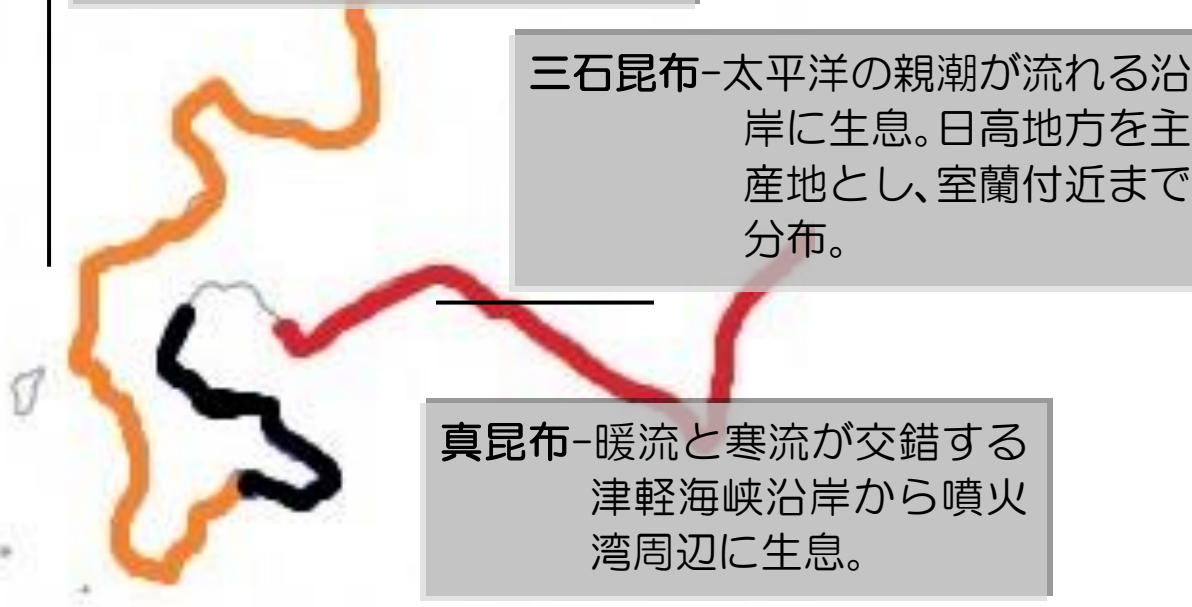 三石昆布-太平洋の親潮が流れる沿
岸に生息。日高地方を主
産地とし、室蘭付近まで
分布。
真昆布-暖流と寒流が交錯する
津軽海峡沿岸から噴火
湾周辺に生息。